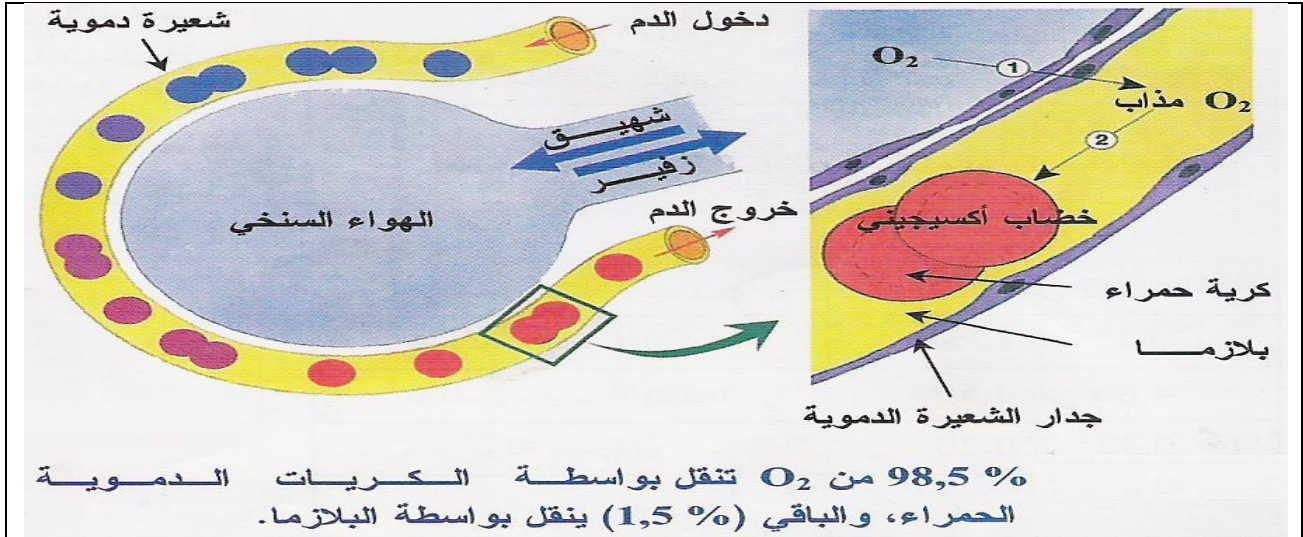 شعيرة دموية
دخول الدم
شهيق
زفير
الهواء السنخي
خروج الدم
O₂
1
O₂ مذاب
2
خضاب أكسيجيني
كرية حمراء
بلازما
جدار الشعيرة الدموية
98,5 % من O₂ تنقل بواسطة الكريات الدموية
الحمراء، والباقي (1,5 %) ينقل بواسطة البلازما.